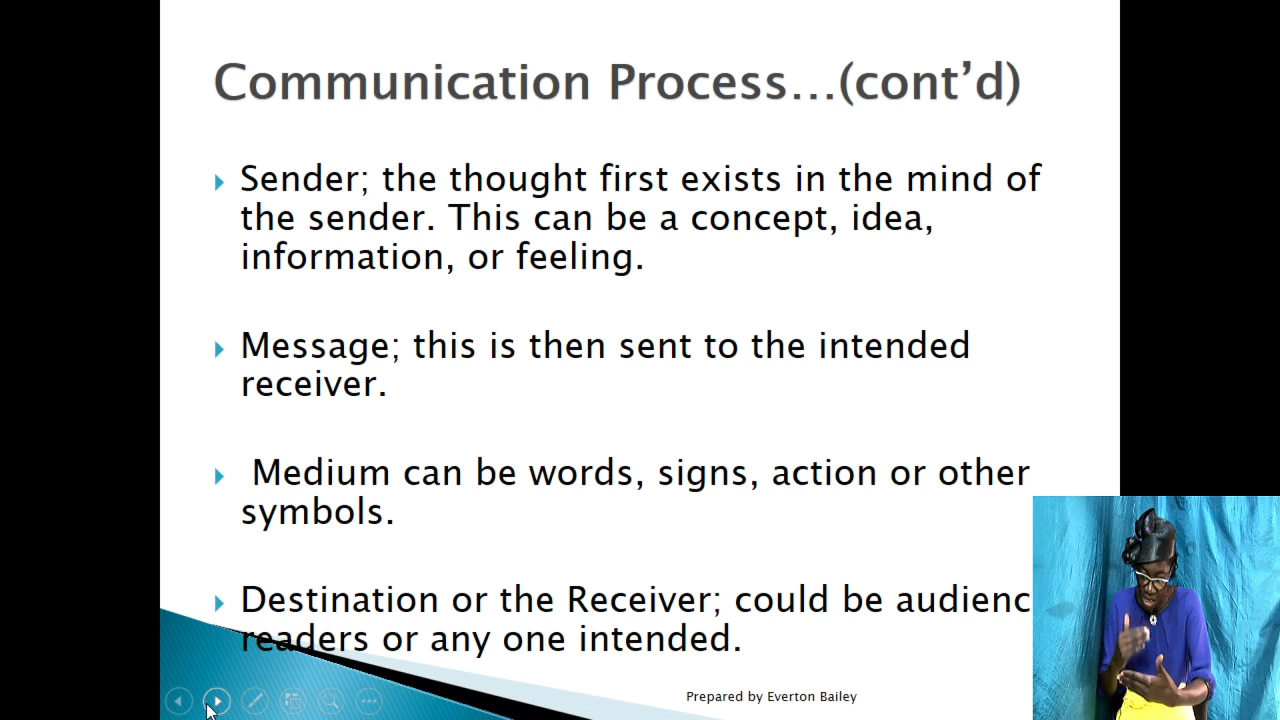 Communication Process...(cont'd)
Sender; the thought first exists in the mind of
the sender. This can be a concept, idea,
information, or feeling.
Message; this is then sent to the intended
receiver.
Medium can be words, signs, action or other
symbols.
Destination or the Receiver; could be audienc
readers or any one intended.
Prepared by Everton Bailey